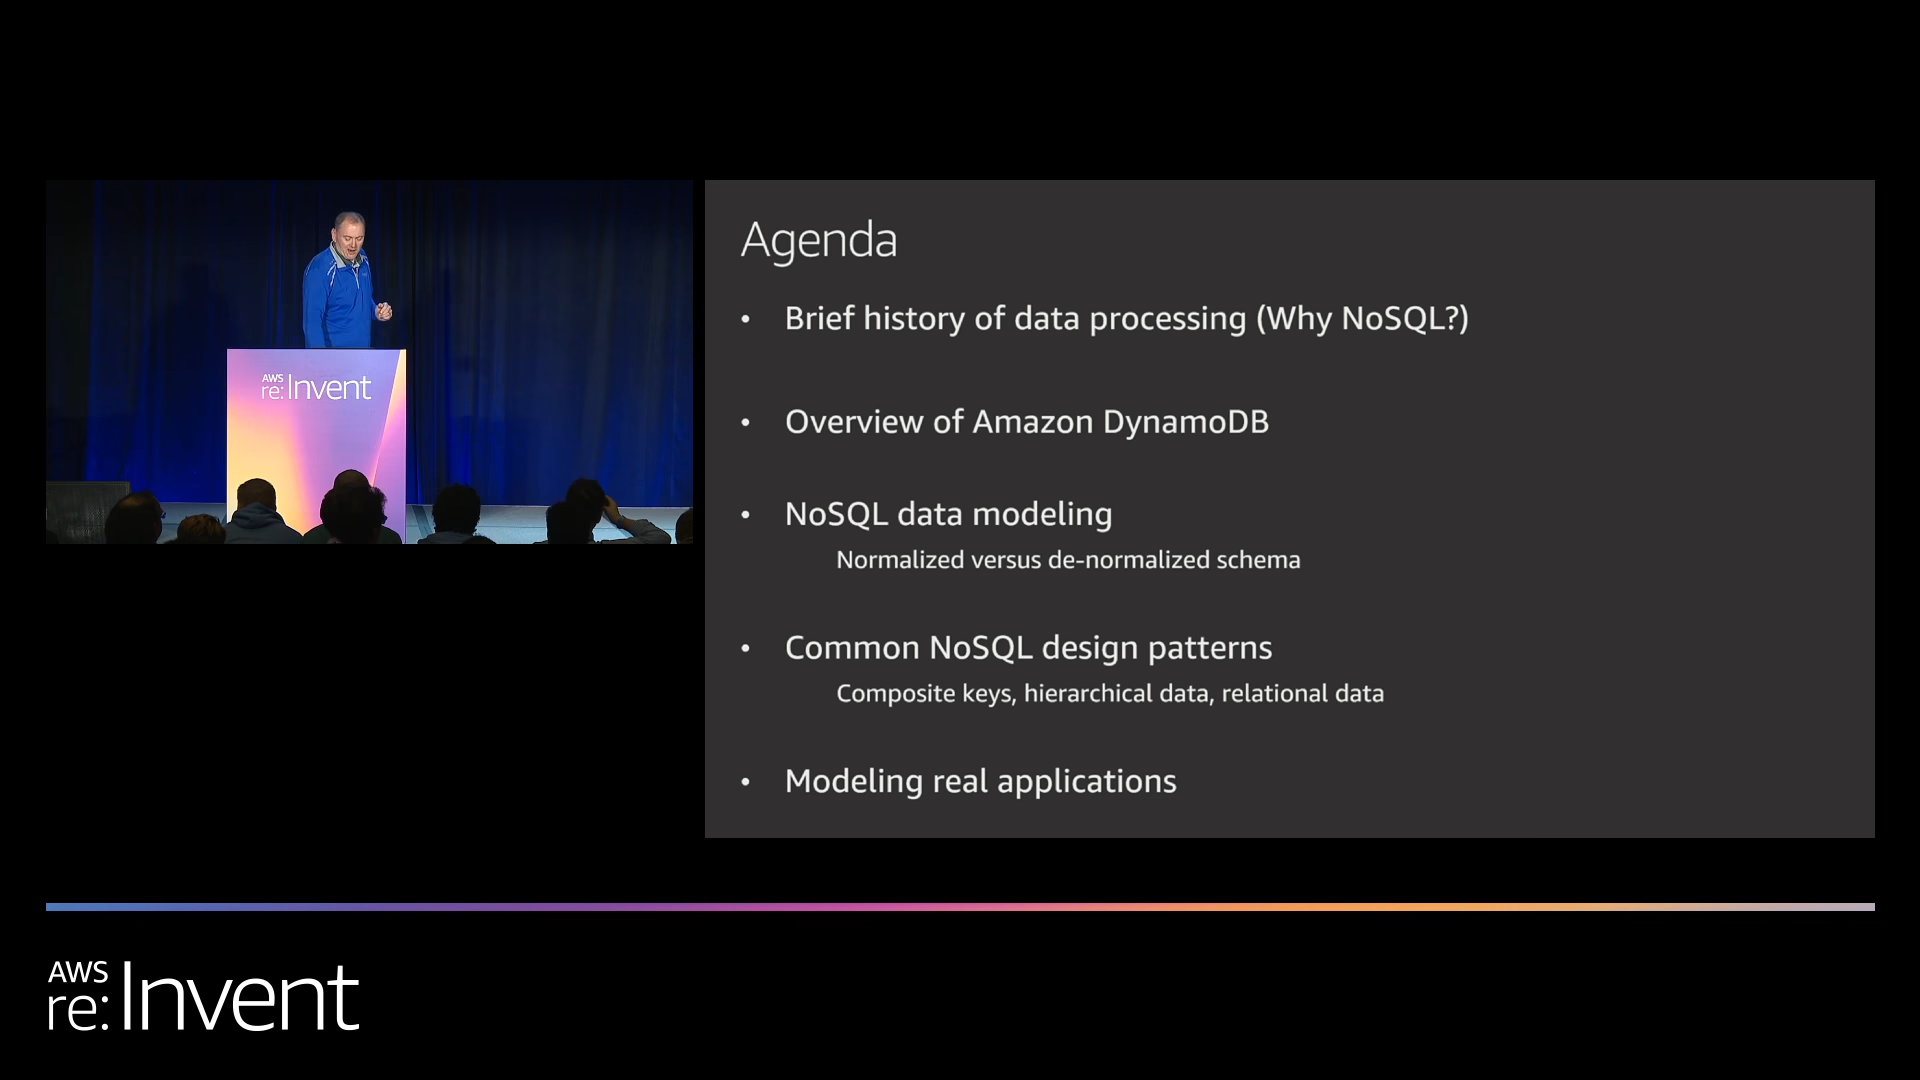 AWS
re:Invent
Agenda
• Brief history of data processing (Why NoSQL?)
• Overview of Amazon DynamoDB
• NoSQL data modeling
Normalized versus de-normalized schema
• Common NoSQL design patterns
Composite keys, hierarchical data, relational data
• Modeling real applications
AWS
re:Invent